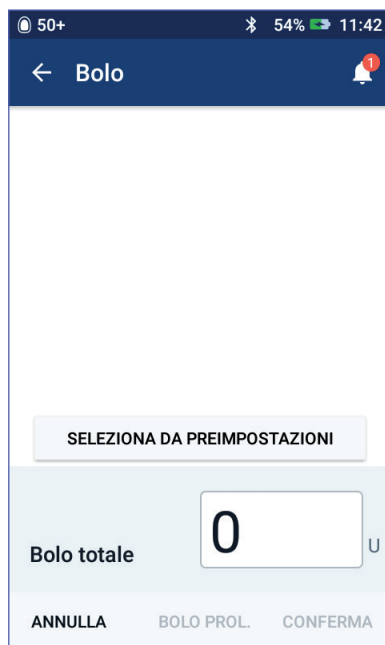 50+ 54% 11:42
Bolo 1
SELEZIONA DA PREIMPOSTAZIONI
Bolo totale 0 U
ANNULLA BOLO PROL. CONFERMA